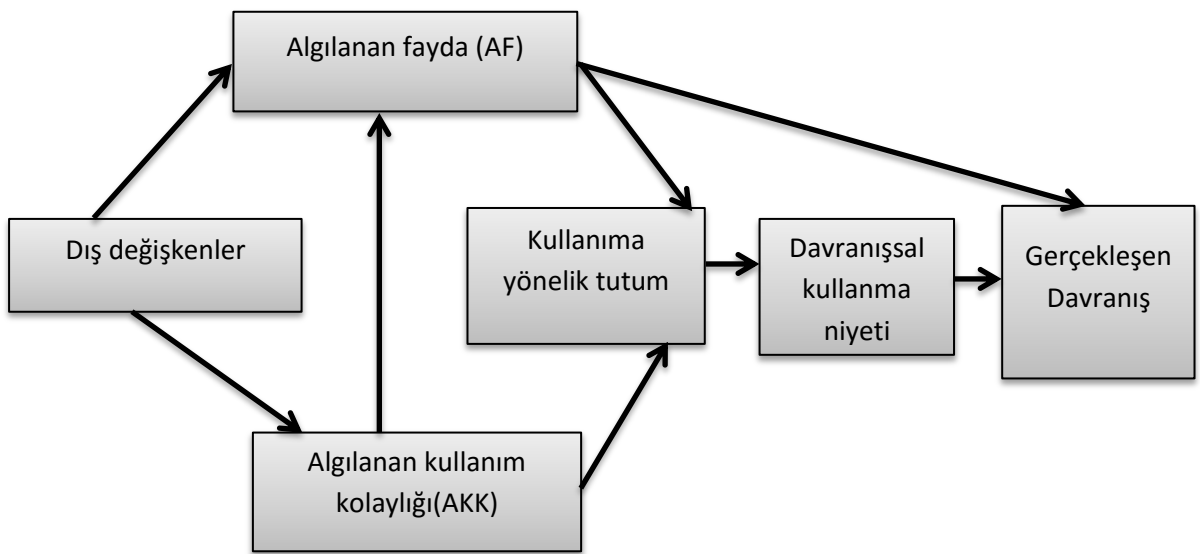 Algılanan fayda (AF)
Dış değişkenler
Kullanıma
yönelik tutum
Davranışsal
kullanma
niyeti
Gerçekleşen
Davranış
Algılanan kullanım
kolaylığı(AKK)